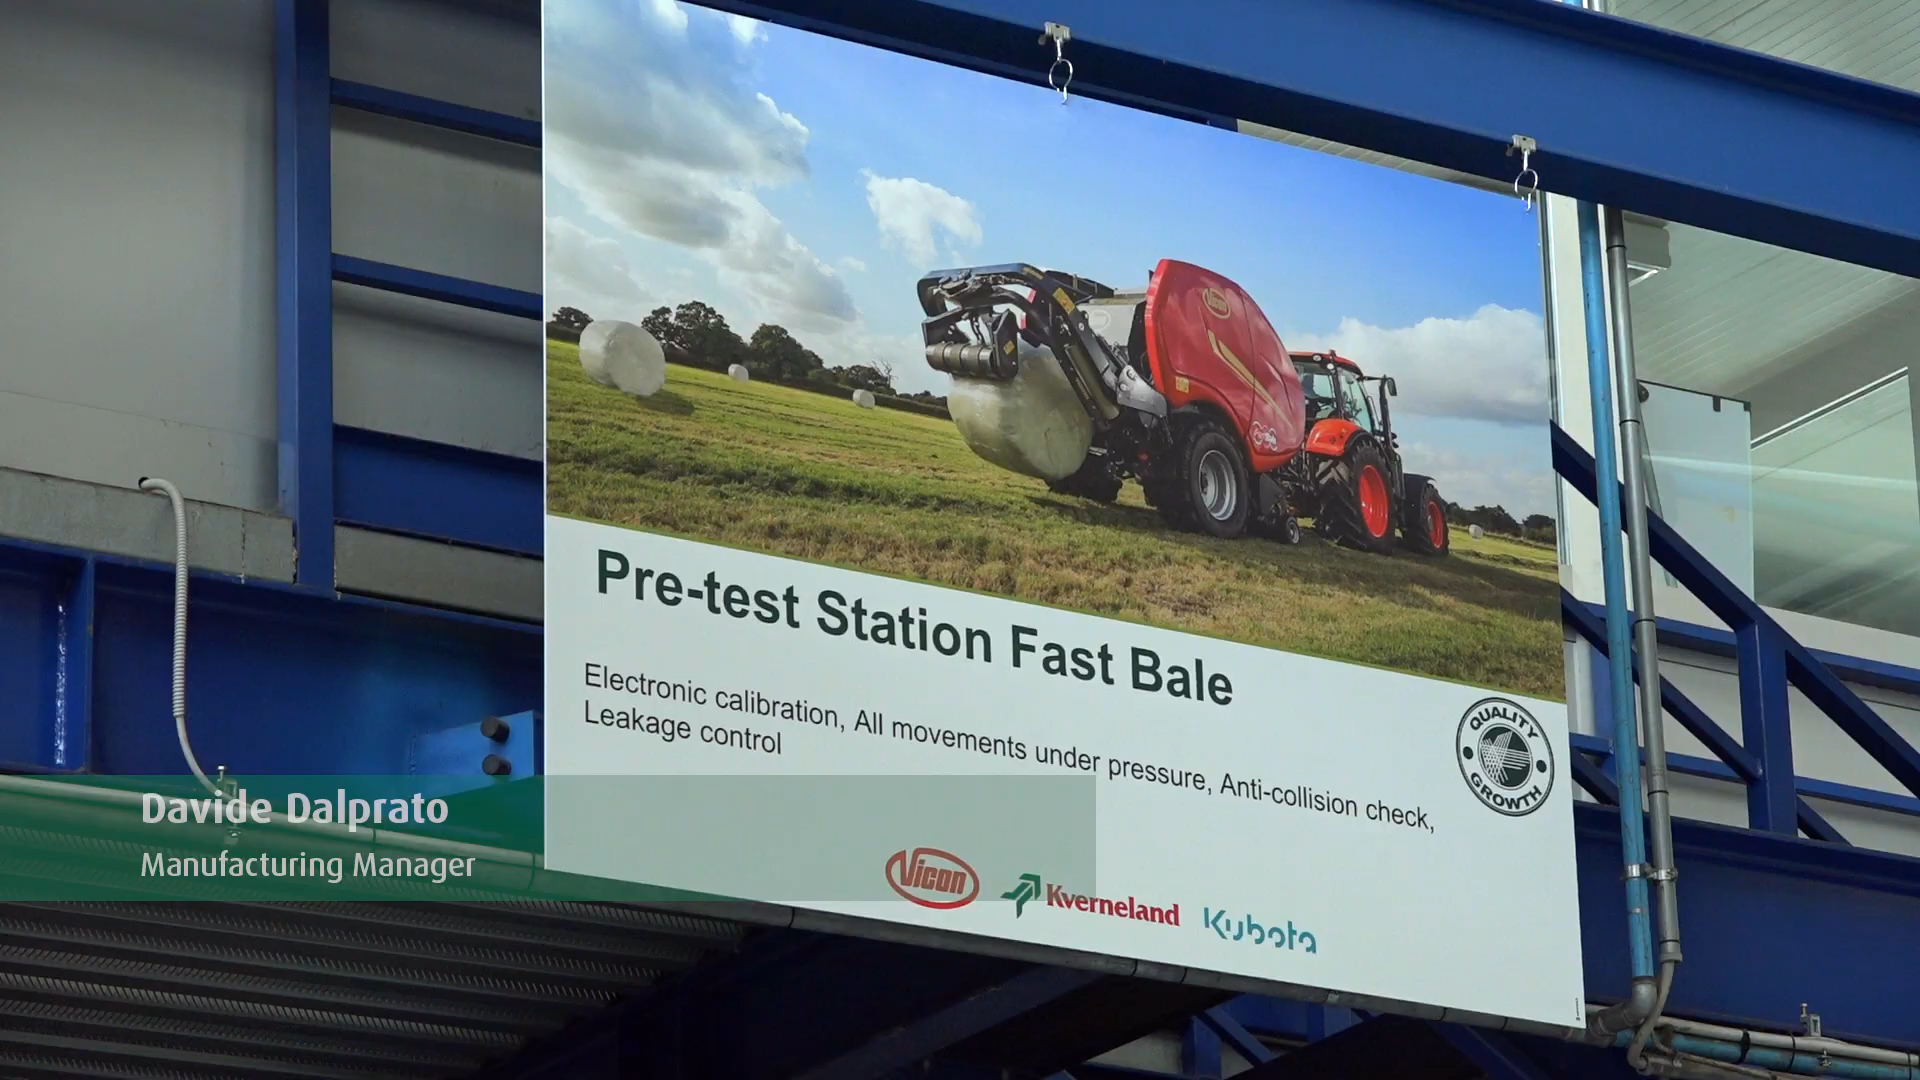 Vicon
Pre-test Station Fast Bale
Electronic calibration, All movements under pressure, Anti-collision check,
Leakage control
QUALITY
GROWTH
Davide Dalprato
Manufacturing Manager
Vicon
Kverneland
Kubota